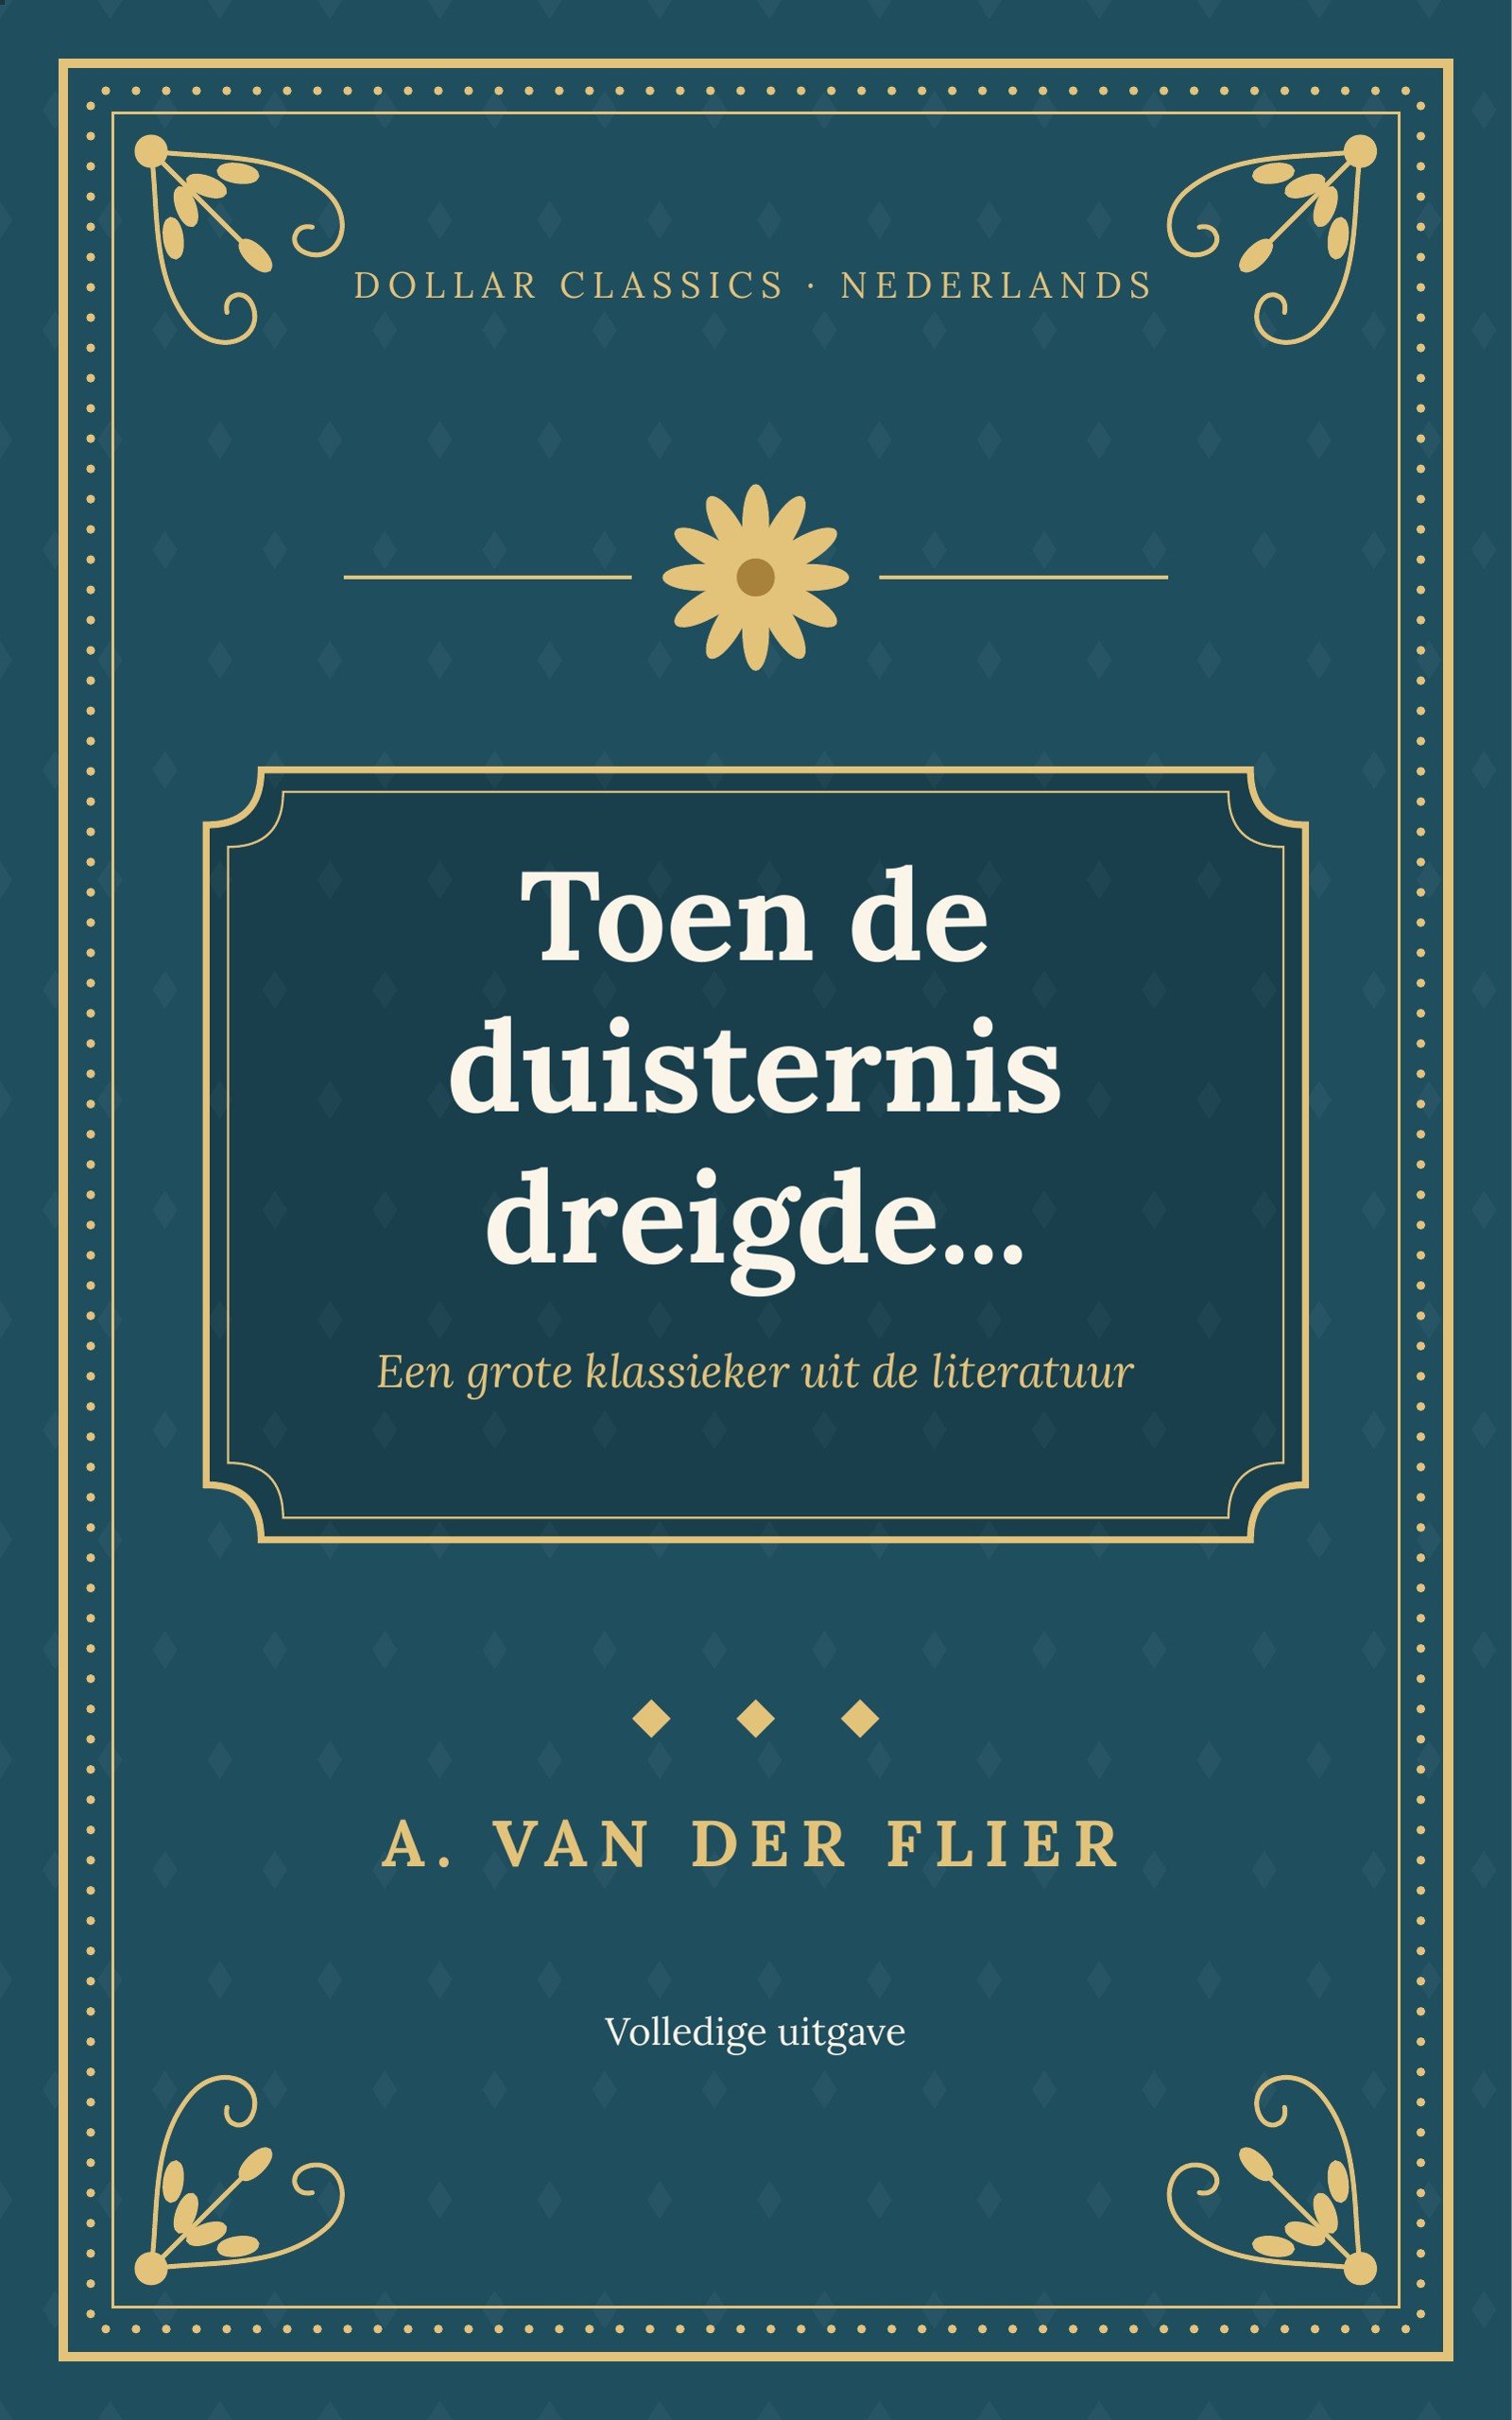 DOLLAR CLASSICS · NEDERLANDS
Toen de
duisternis
dreigde...
Een grote klassieker uit de literatuur
A. VAN DER FLIER
Volledige uitgave